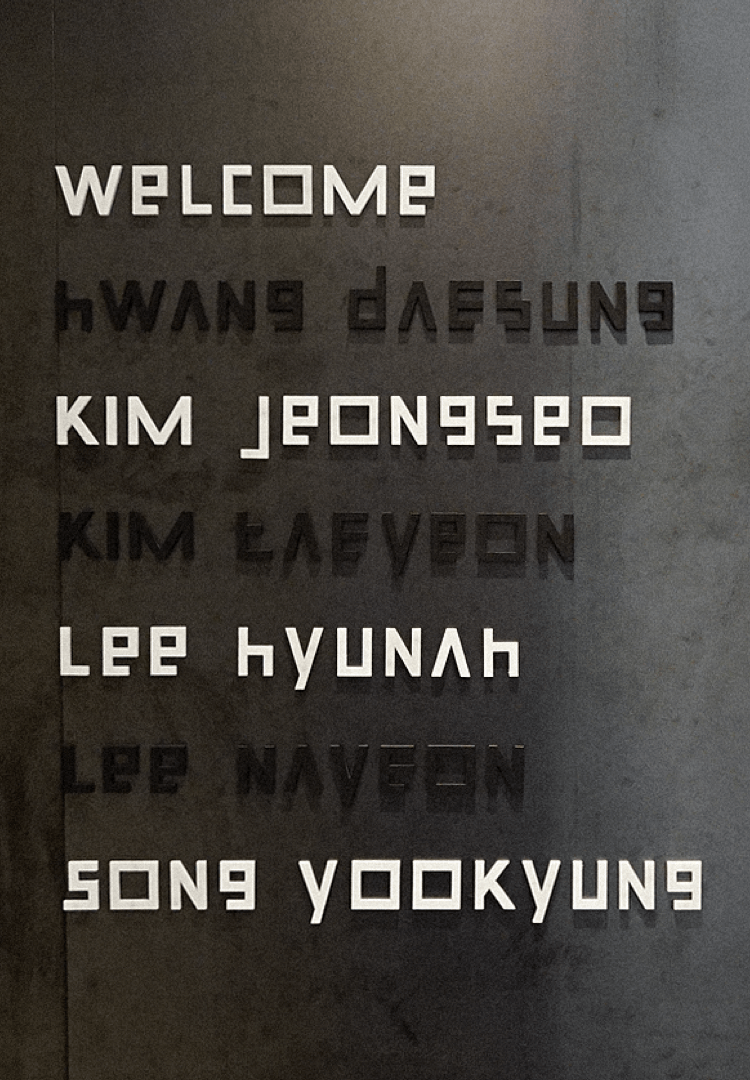 WeLCOMe
hWANg dAESUNg
KIM JeONgSeO
KIM tAEyeON
Lee hyUNAh
Lee NAyEON
SONg yOOKyUNg